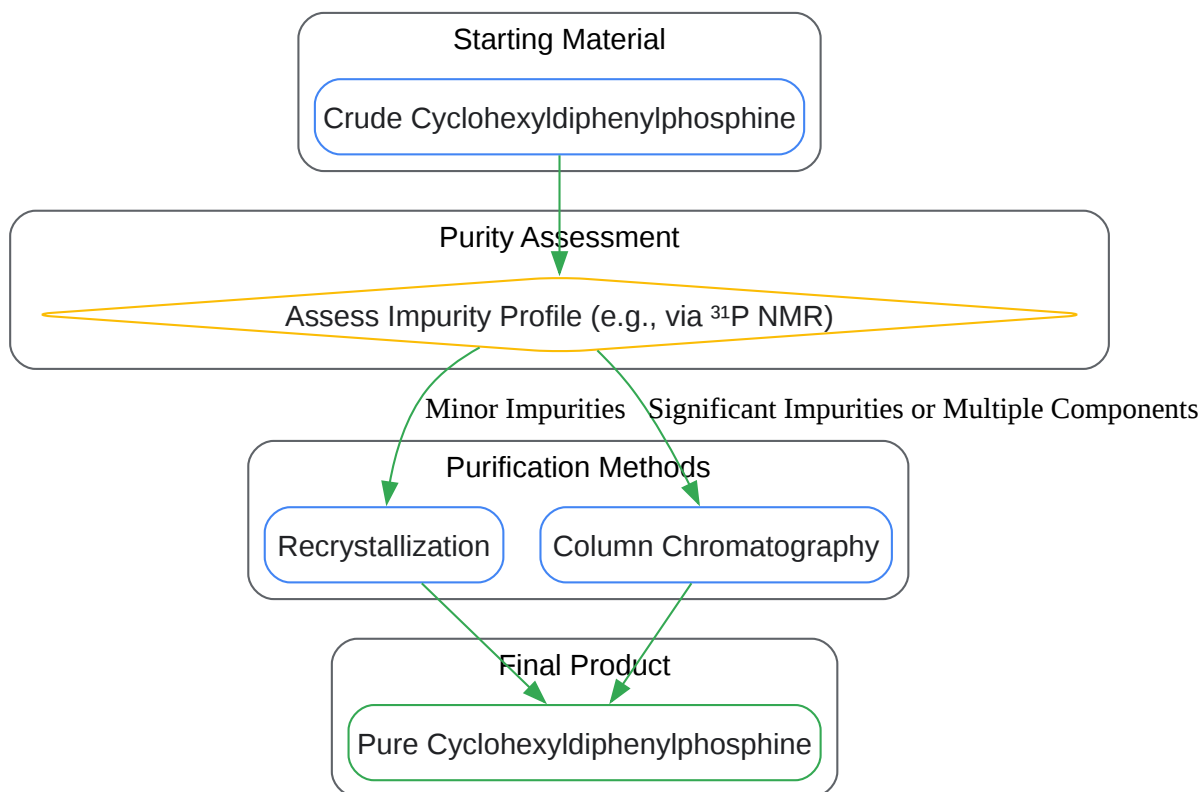 Starting Material
Crude Cyclohexyldiphenylphosphine
Purity Assessment
Assess Impurity Profile (e.g., via ³¹P NMR)
Minor Impurities
Significant Impurities or Multiple Components
Purification Methods
Recrystallization
Column Chromatography
Final Product
Pure Cyclohexyldiphenylphosphine